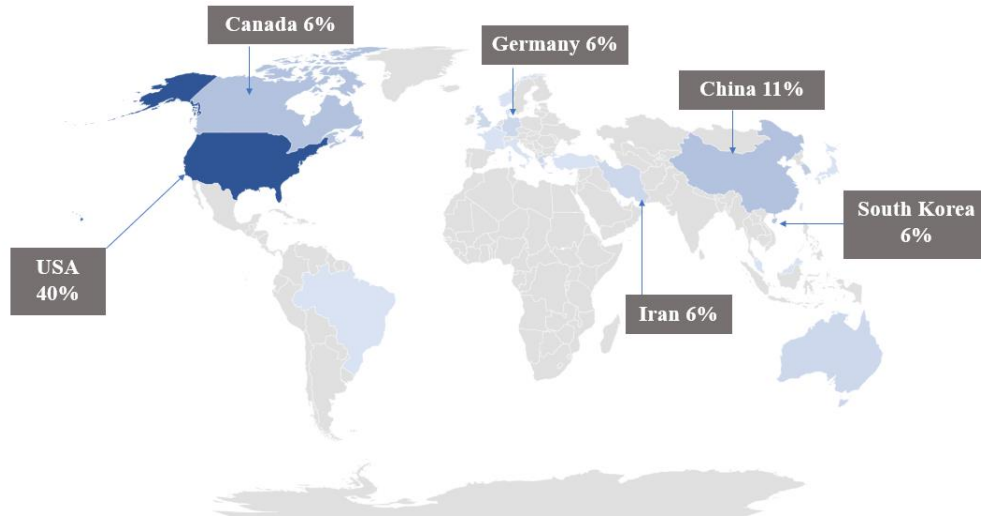 Canada 6%
Germany 6%
China 11%
South Korea
6%
USA
40%
Iran 6%